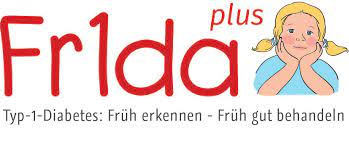 plus
Fr1da
Typ-1-Diabetes: Früh erkennen - Früh gut behandeln